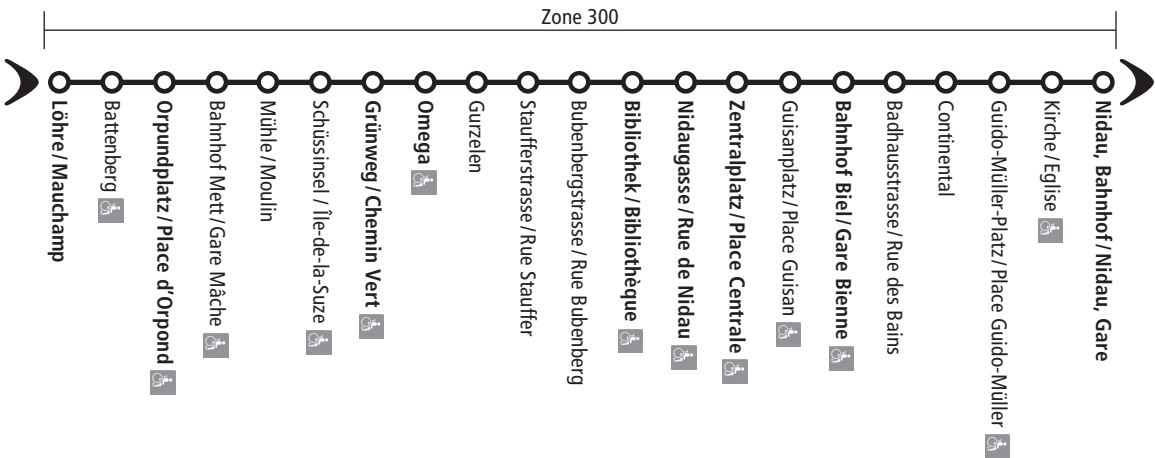 Zone 300
Löhre / Mauchamp
Battenberg
Orpundplatz / Place d'Orpond
Bahnhof Mett / Gare Mâche
Mühle / Moulin
Schüssinsel / Île-de-la-Suze
Grünweg / Chemin Vert
Omega
Gurzelen
Staufferstrasse / Rue Stauffer
Bubenbergstrasse / Rue Bubenberg
Bibliothek / Bibliothèque
Nidaugasse / Rue de Nidau
Zentralplatz / Place Centrale
Guisanplatz / Place Guisan
Bahnhof Biel / Gare Bienne
Badhausstrasse / Rue des Bains
Continental
Guido-Müller-Platz / Place Guido-Müller
Kirche / Eglise
Nidau, Bahnhof / Nidau, Gare